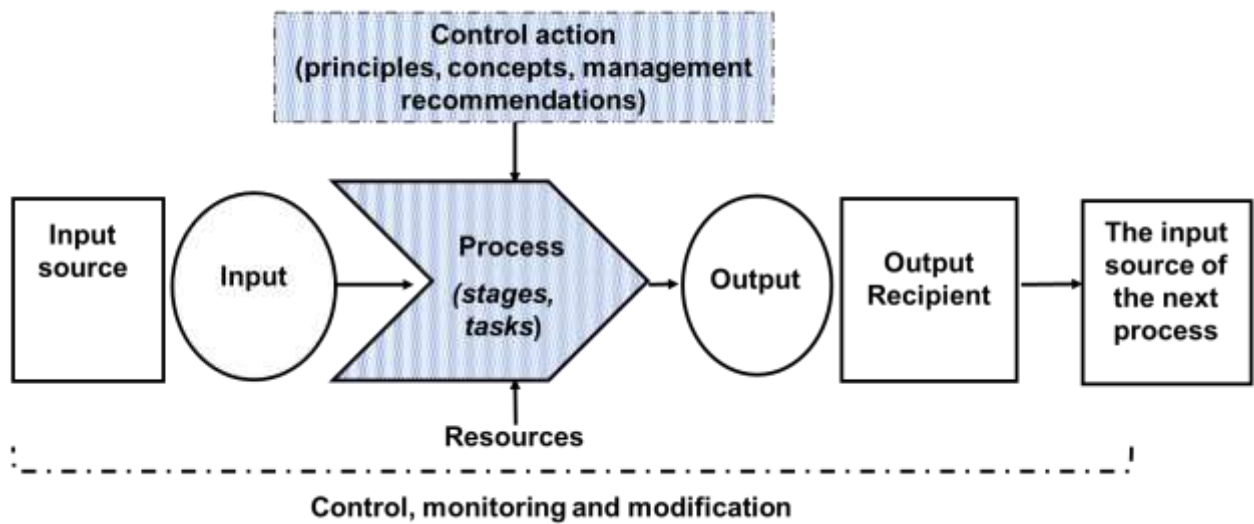 Control action
(principles, concepts, management
recommendations)
Input
source
Input
Process
(stages,
tasks)
Output
Output
Recipient
The input
source of
the next
process
Resources
Control, monitoring and modification